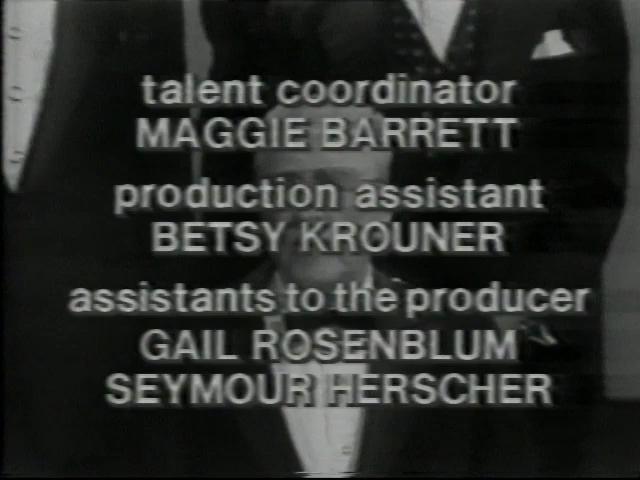 talent coordinator
MAGGIE BARRETT
production assistant
BETSY KROUNER
assistants to the producer
GAIL ROSENBLUM
SEYMOUR HERSCHER